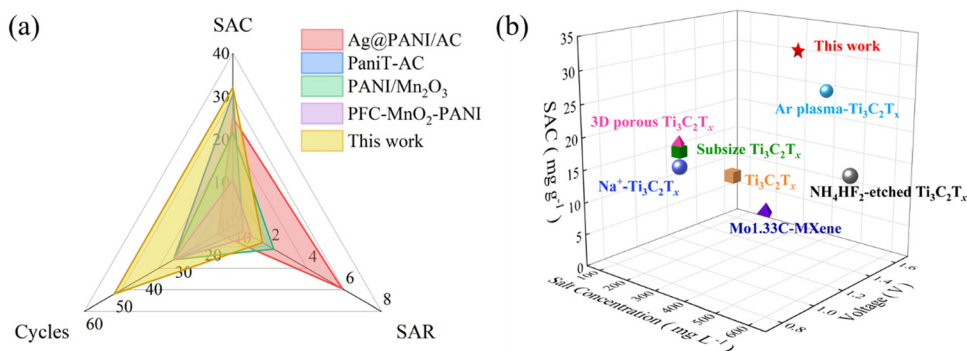 (a)
SAC
40
30
20
10
Ag@PANI/AC
PaniT-AC
PANI/Mn₂O₃
PFC-MnO₂-PANI
This work
10
20
30
40
50
60
2
4
6
8
Cycles
SAR
(b)
35
30
25
20
15
10
5
0
SAC ( mg g⁻¹)
This work
Ar plasma-Ti₃C₂Tₓ
3D porous Ti₃C₂Tₓ
Subsize Ti₃C₂Tₓ
Na⁺-Ti₃C₂Tₓ
Ti₃C₂Tₓ
NH₄HF₂-etched Ti₃C₂Tₓ
Mo1.33C-MXene
100
200
300
400
500
600
Salt Concentration ( mg L⁻¹)
0.8
1.0
1.2
1.4
1.6
Voltage (V)